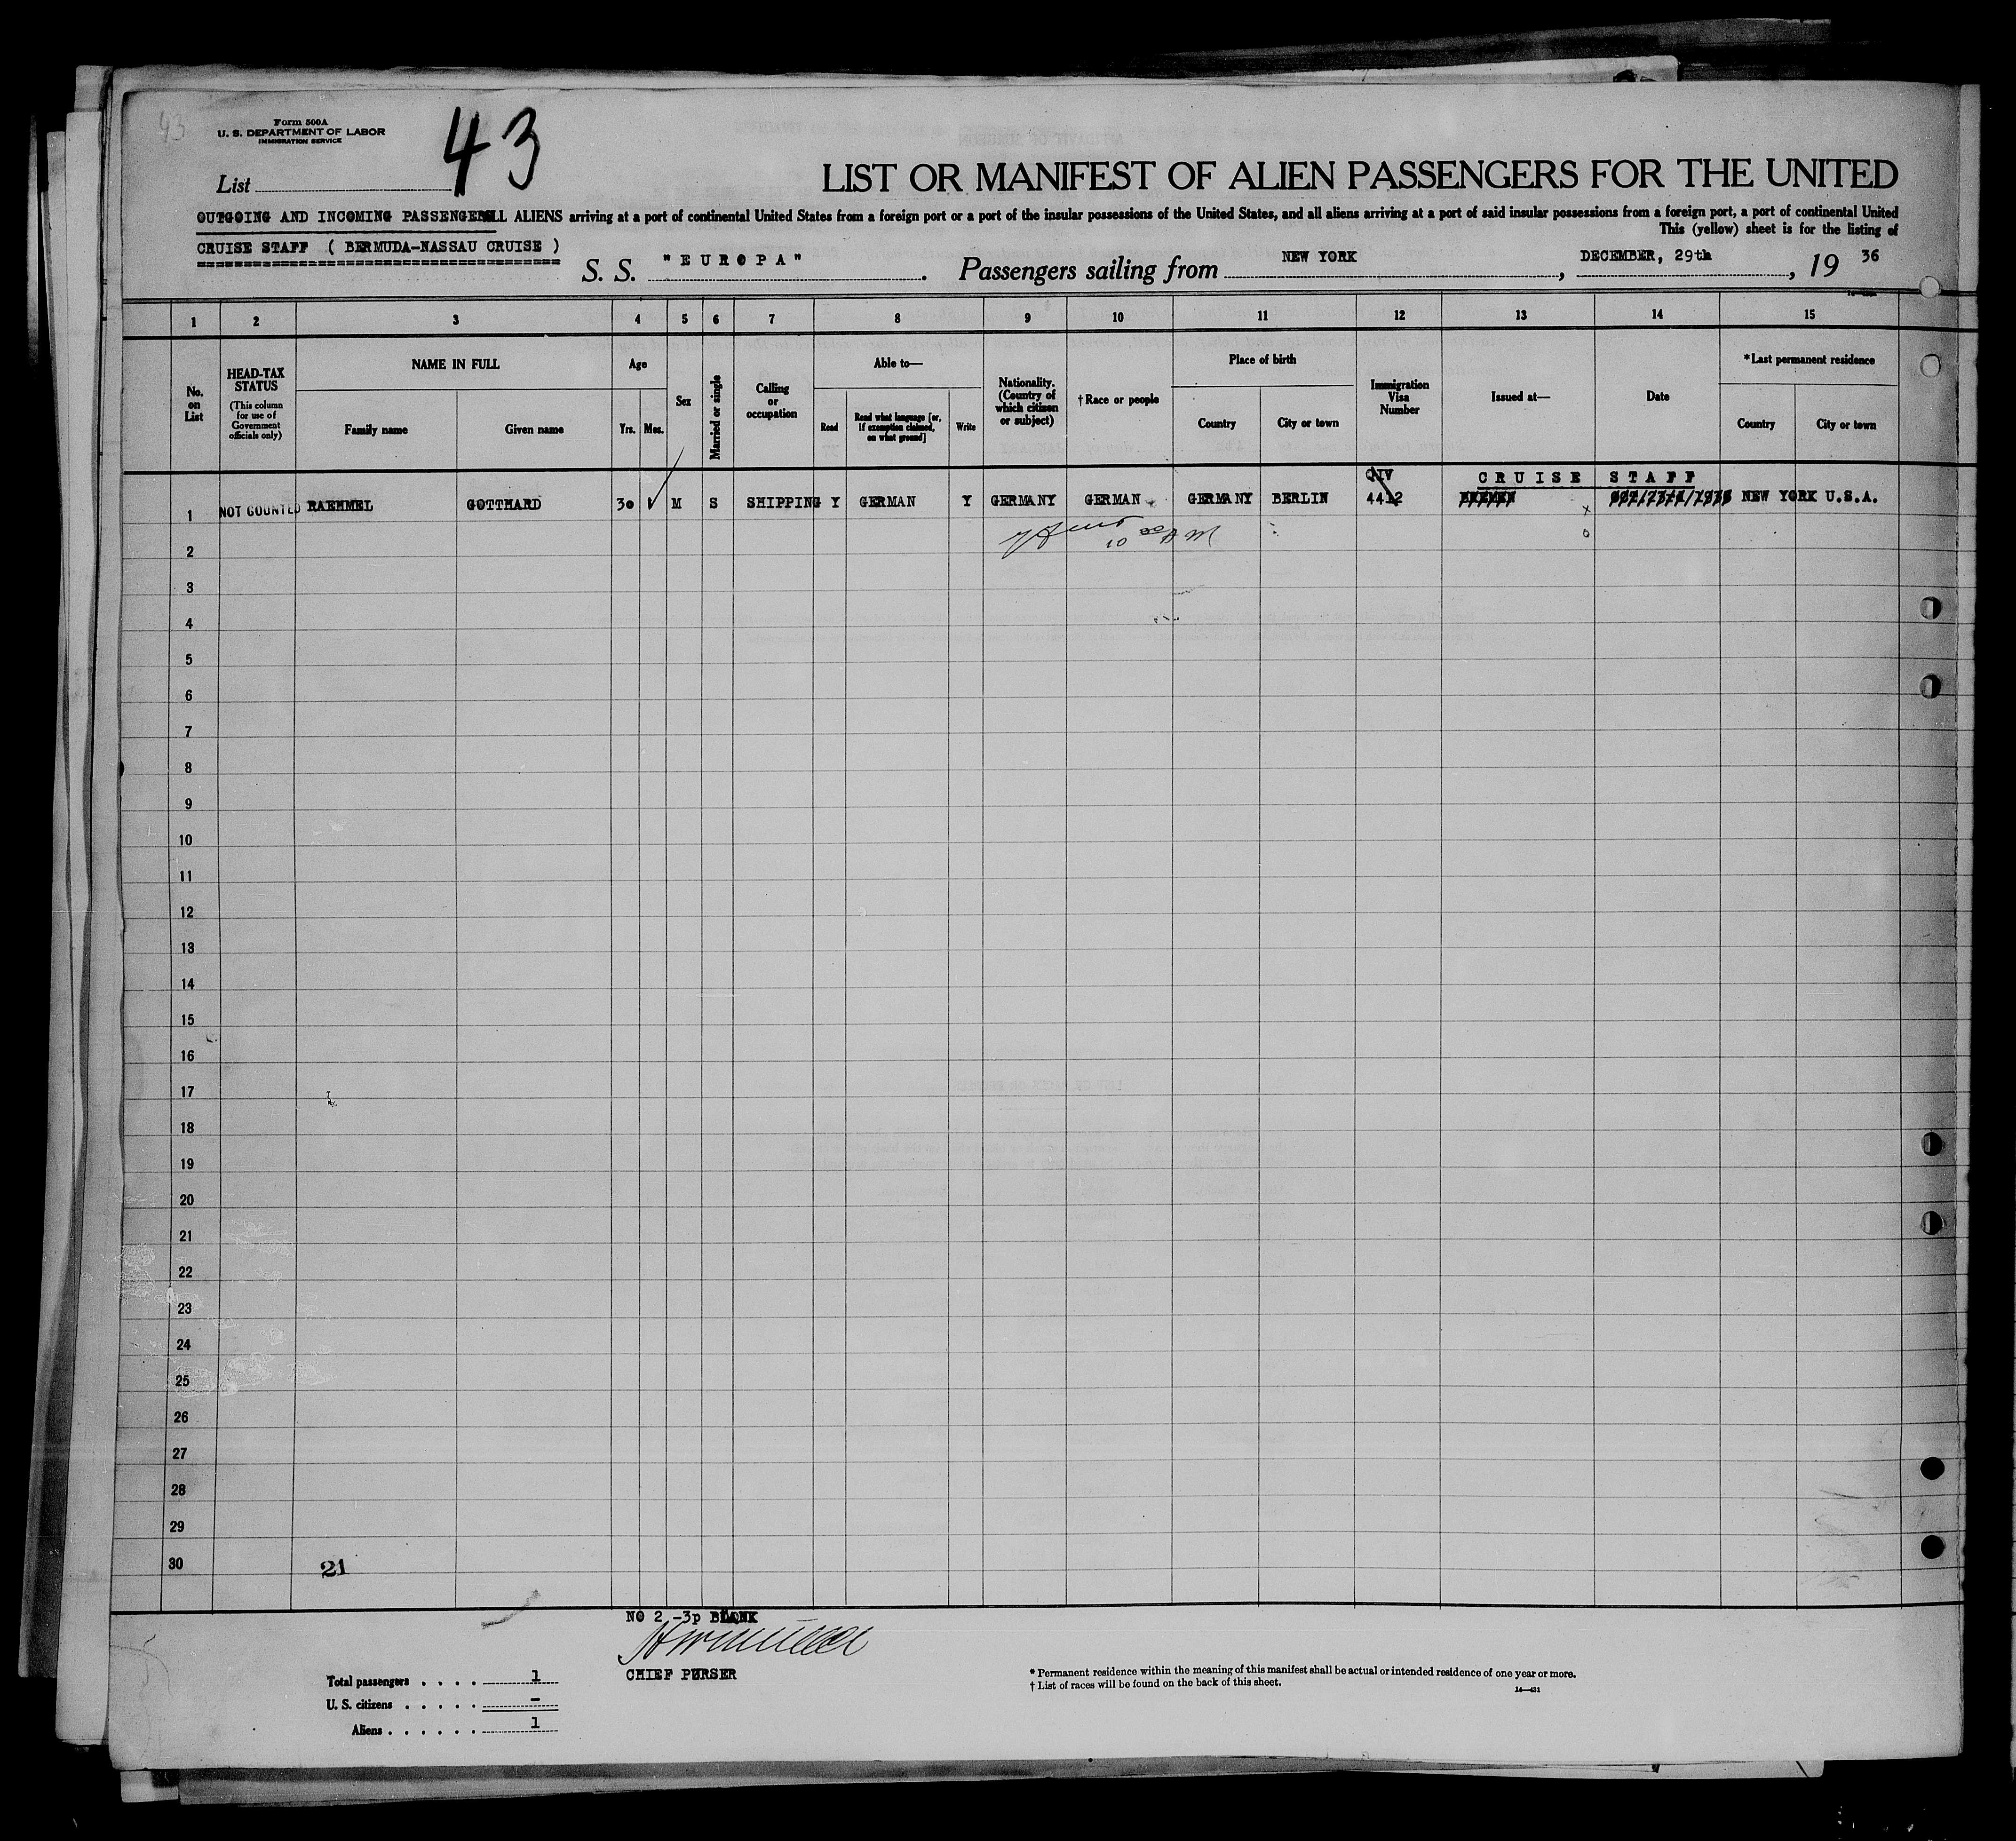 43
Form 500A
U. S. DEPARTMENT OF LABOR
IMMIGRATION SERVICE
List 43
LIST OR MANIFEST OF ALIEN PASSENGERS FOR THE UNITED
OUTGOING AND INCOMING PASSENGERS ALL ALIENS arriving at a port of continental United States from a foreign port or a port of the insular possessions of the United States, and all aliens arriving at a port of said insular possessions from a foreign port, a port of continental United
This (yellow) sheet is for the listing of
CRUISE STAFF ( BERMUDA-NASSAU CRUISE )
S. S. "EUROPA". Passengers sailing from NEW YORK, DECEMBER, 29th, 19 36
1 2 3 4 5 6 7 8 9 10 11 12 13 14 15
No. on List
HEAD-TAX STATUS (This column for use of Government officials only)
NAME IN FULL
Family name
Given name
Age
Yrs.
Mos.
Sex
Married or single
Calling or occupation
Able to—
Read
Read what language [or, if exemption claimed, on what ground]
Write
Nationality. (Country of which citizen or subject)
†Race or people
Place of birth
Country
City or town
Immigration Visa Number
Issued at—
Date
*Last permanent residence
Country
City or town
QIV CRUISE STAFF
1 NOT COUNTED RAEMMEL GOTTHARD 30 M S SHIPPING Y GERMAN Y GERMANY GERMAN GERMANY BERLIN 4412 BREMEN NEW YORK U.S.A.
2
3
4
5
6
7
8
9
10
11
12
13
14
15
16
17
18
19
20
21
22
23
24
25
26
27
28
29
30 21
NO 2 -3p BLANK
CHIEF PURSER
Total passengers . . . . 1
U. S. citizens . . . . . –
Aliens . . . . . . 1
* Permanent residence within the meaning of this manifest shall be actual or intended residence of one year or more.
† List of races will be found on the back of this sheet.
14—421